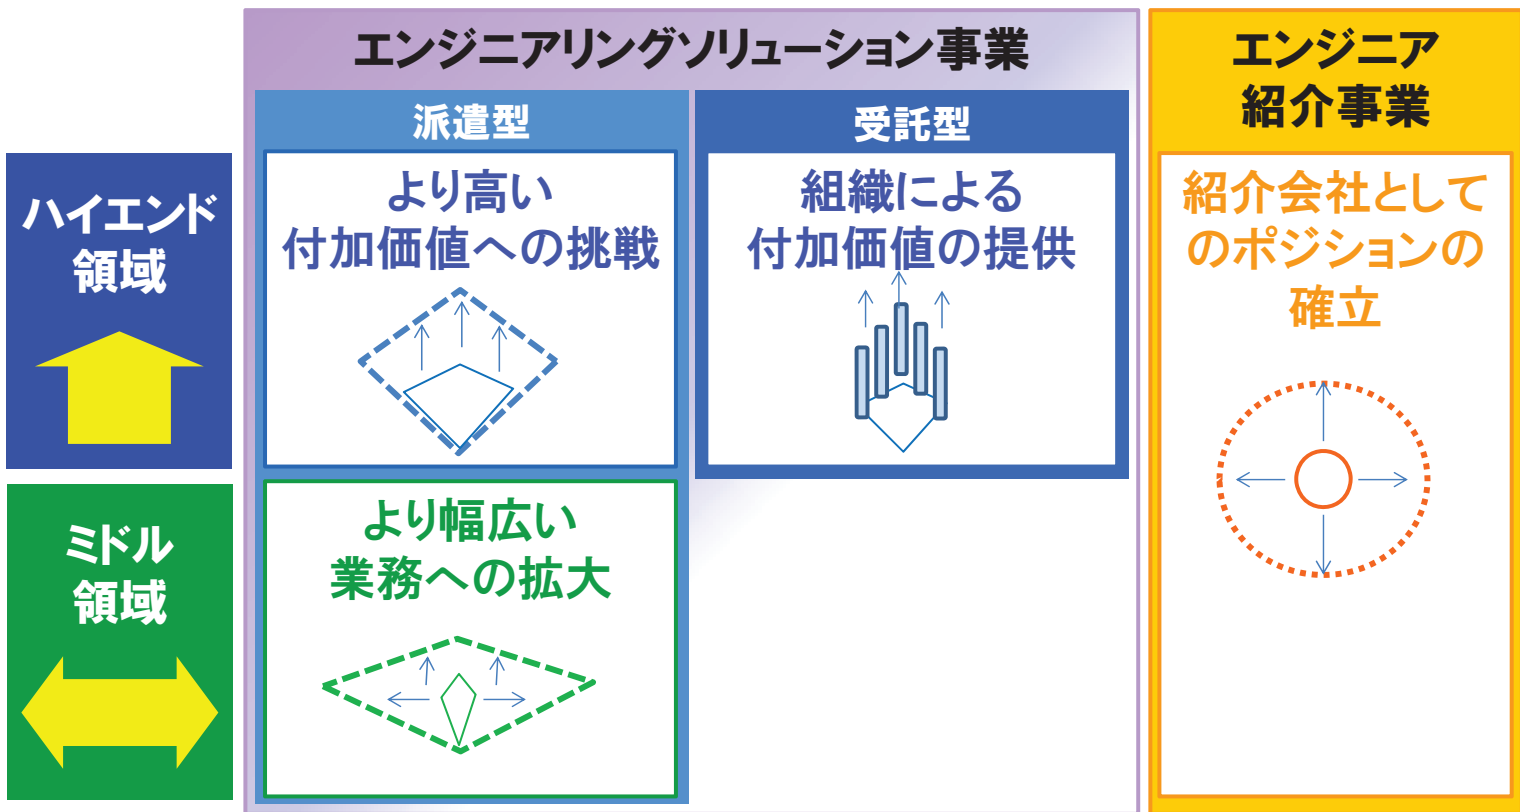 エンジニアリングソリューション事業
派遣型
受託型
エンジニア
紹介事業
ハイエンド
領域
より高い
付加価値への挑戦
組織による
付加価値の提供
紹介会社として
のポジションの
確立
ミドル
領域
より幅広い
業務への拡大